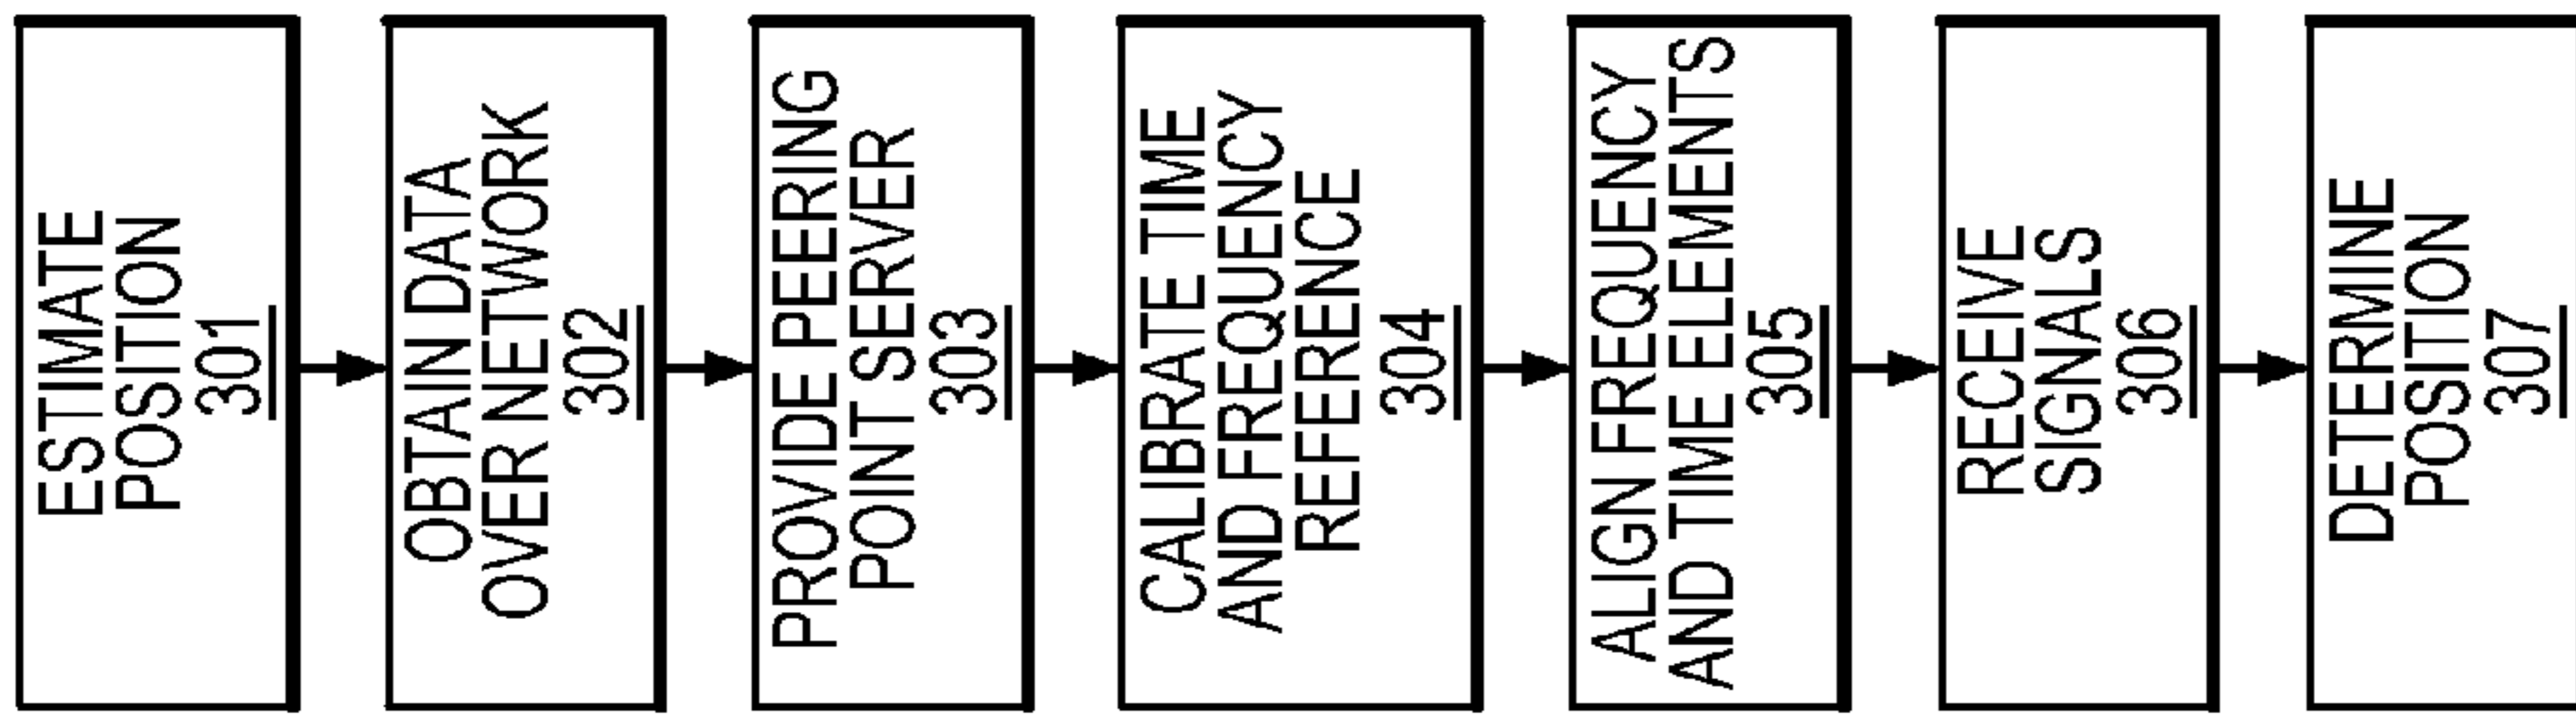 ESTIMATE
POSITION
301
OBTAIN DATA
OVER NETWORK
302
PROVIDE PEERING
POINT SERVER
303
CALIBRATE TIME
AND FREQUENCY
REFERENCE
304
ALIGN FREQUENCY
AND TIME ELEMENTS
305
RECEIVE
SIGNALS
306
DETERMINE
POSITION
307